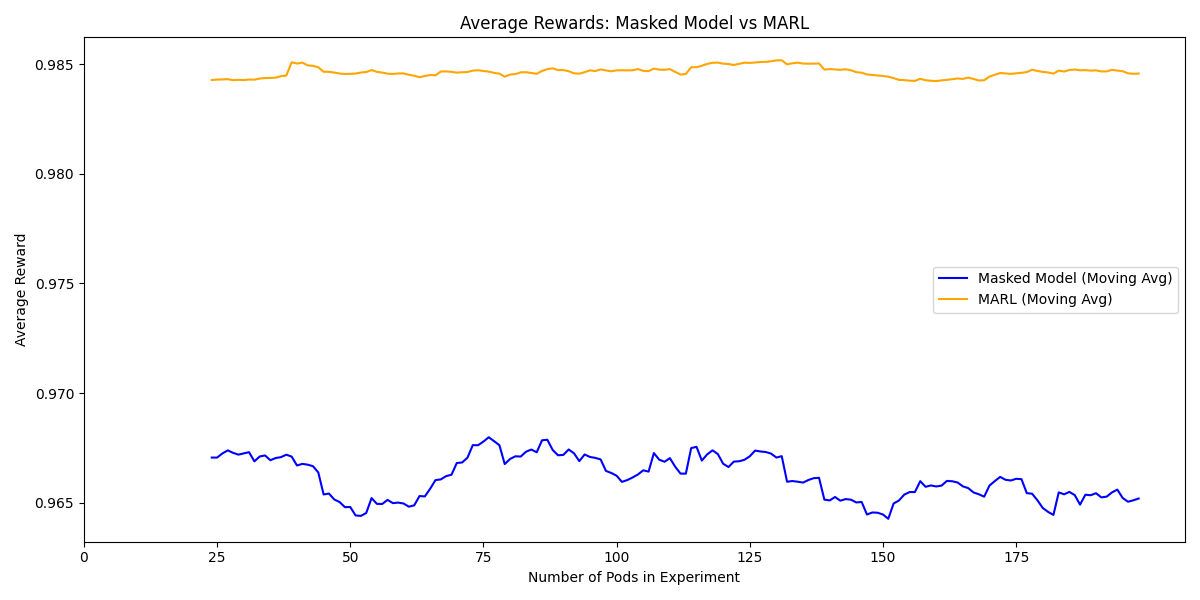 Average Rewards: Masked Model vs MARL
Average Reward
0.985
0.980
0.975
0.970
0.965
Masked Model (Moving Avg)
MARL (Moving Avg)
0 25 50 75 100 125 150 175
Number of Pods in Experiment